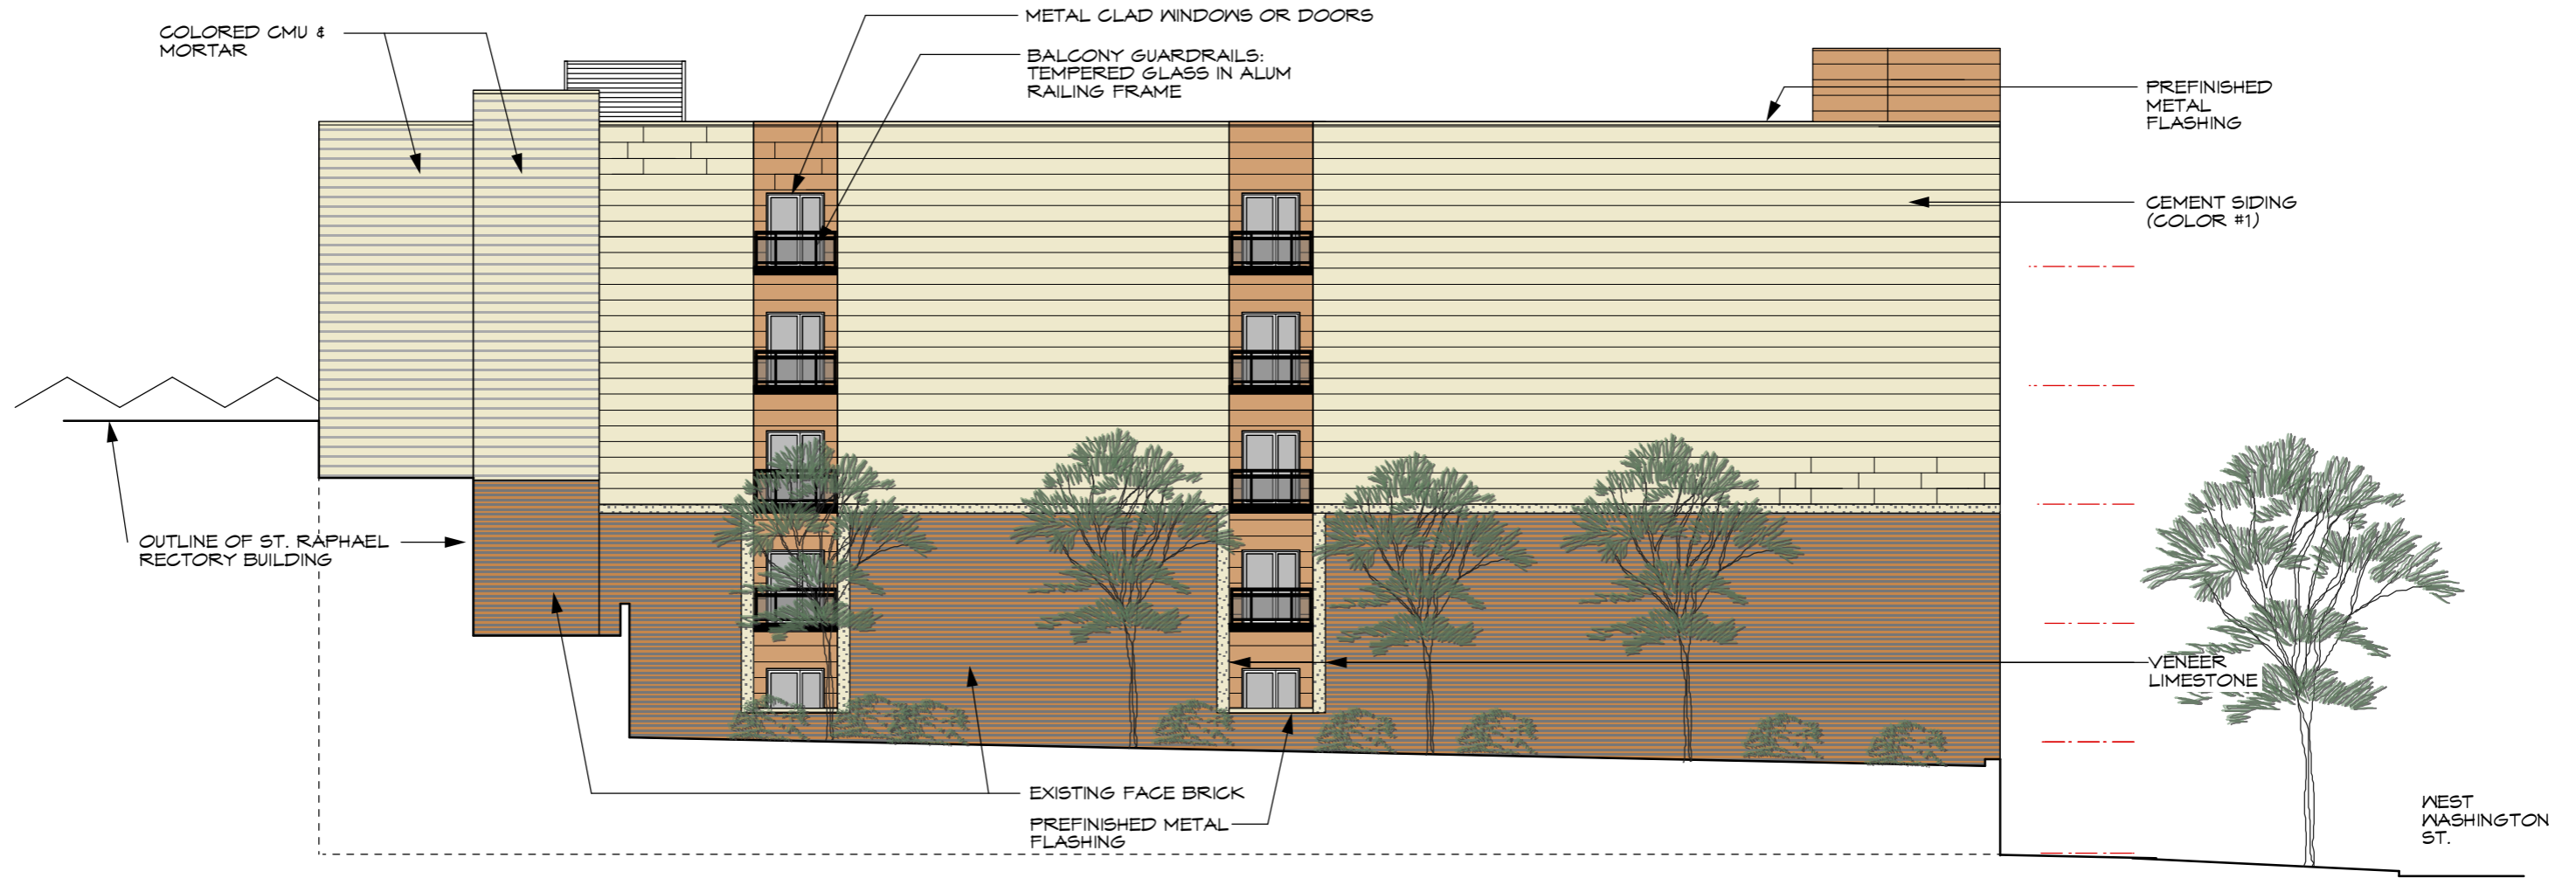 COLORED CMU &
MORTAR
METAL CLAD WINDOWS OR DOORS
BALCONY GUARDRAILS:
TEMPERED GLASS IN ALUM
RAILING FRAME
PREFINISHED
METAL
FLASHING
CEMENT SIDING
(COLOR #1)
OUTLINE OF ST. RAPHAEL
RECTORY BUILDING
VENEER
LIMESTONE
EXISTING FACE BRICK
PREFINISHED METAL
FLASHING
WEST
WASHINGTON
ST.